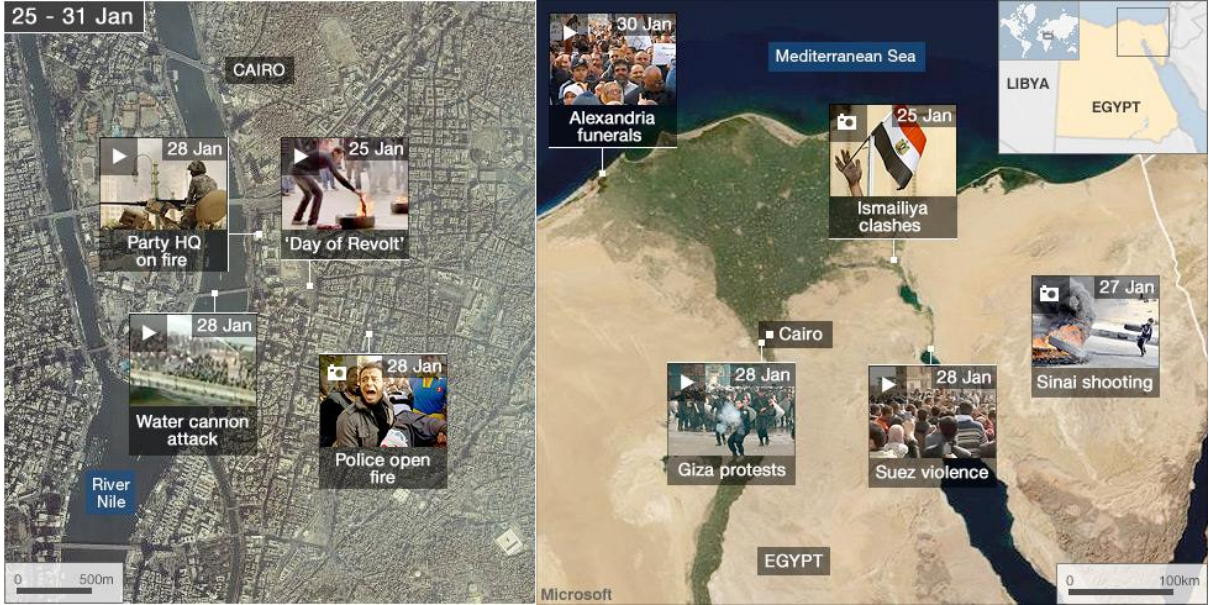 25 - 31 Jan
CAIRO
28 Jan
Party HQ
on fire
25 Jan
'Day of Revolt'
28 Jan
Water cannon
attack
28 Jan
Police open
fire
River
Nile
0 500m
30 Jan
Alexandria
funerals
Mediterranean Sea
25 Jan
Ismailiya
clashes
LIBYA
EGYPT
27 Jan
Sinai shooting
Cairo
28 Jan
Giza protests
28 Jan
Suez violence
EGYPT
Microsoft
0 100km